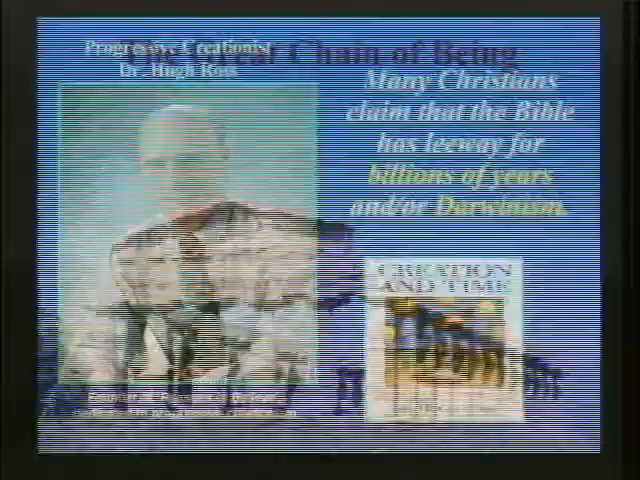 The Great Chain of Being
Progressive Creationist
Dr. Hugh Ross
Many Christians
claim that the Bible
has leeway for
billions of years
and/or Darwinism.
CREATION
AND TIME